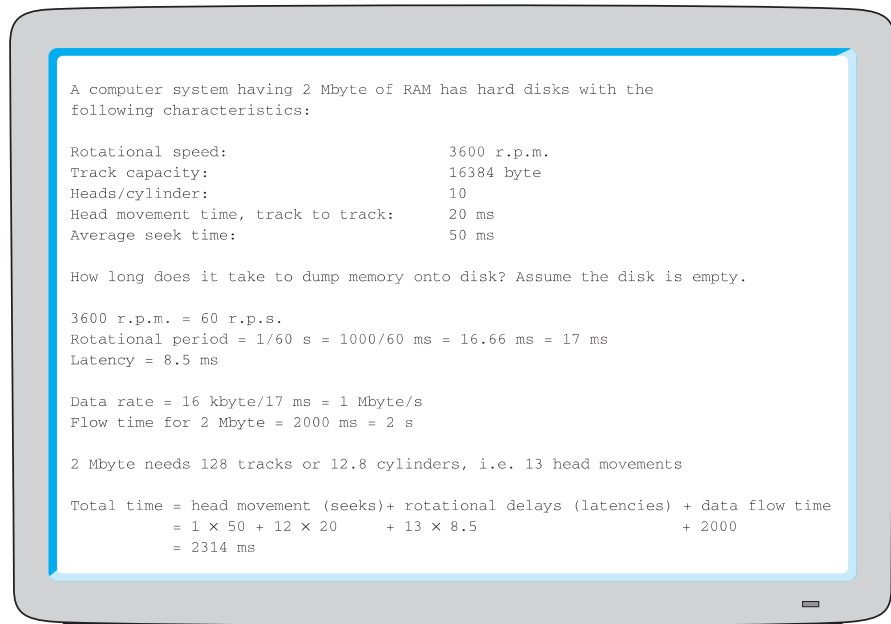 A computer system having 2 Mbyte of RAM has hard disks with the
following characteristics:
Rotational speed: 3600 r.p.m.
Track capacity: 16384 byte
Heads/cylinder: 10
Head movement time, track to track: 20 ms
Average seek time: 50 ms
How long does it take to dump memory onto disk? Assume the disk is empty.
3600 r.p.m. = 60 r.p.s.
Rotational period = 1/60 s = 1000/60 ms = 16.66 ms = 17 ms
Latency = 8.5 ms
Data rate = 16 kbyte/17 ms = 1 Mbyte/s
Flow time for 2 Mbyte = 2000 ms = 2 s
2 Mbyte needs 128 tracks or 12.8 cylinders, i.e. 13 head movements
Total time = head movement (seeks)+ rotational delays (latencies) + data flow time
= 1 × 50 + 12 × 20 + 13 × 8.5 + 2000
= 2314 ms